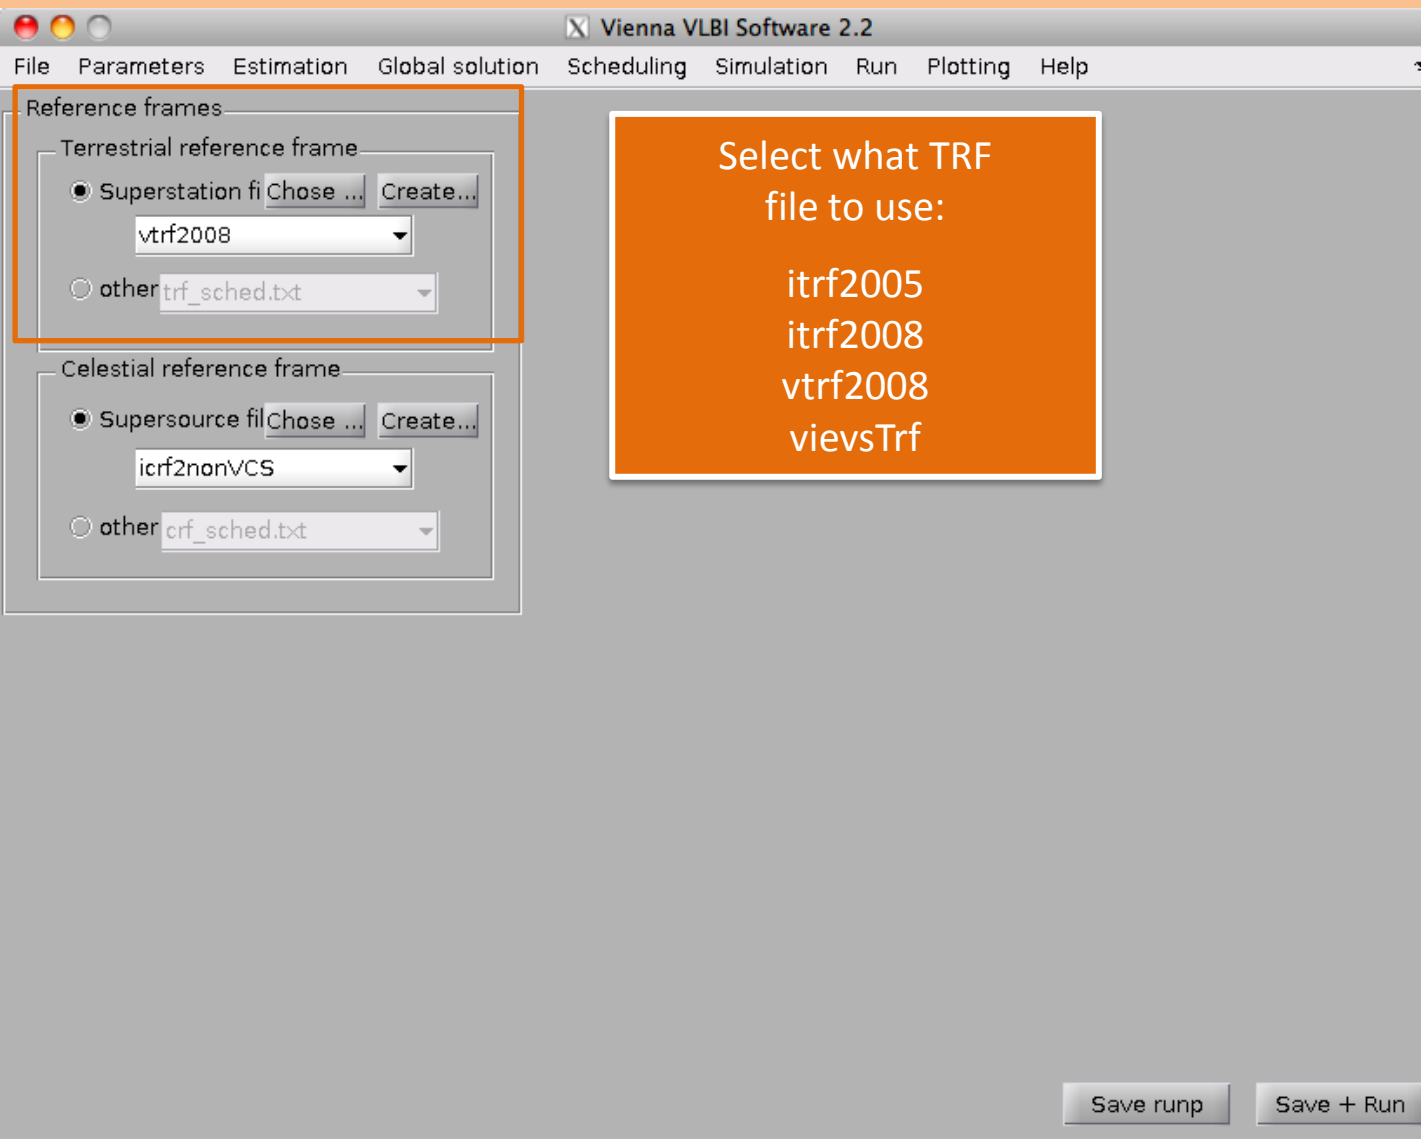 X Vienna VLBI Software 2.2
File Parameters Estimation Global solution Scheduling Simulation Run Plotting Help
Reference frames
Terrestrial reference frame
Superstation fi Chose ... Create...
vtrf2008
other trf_sched.txt
Celestial reference frame
Supersource fil Chose ... Create...
icrf2nonVCS
other crf_sched.txt
Select what TRF
file to use:
itrf2005
itrf2008
vtrf2008
vievsTrf
Save runp Save + Run